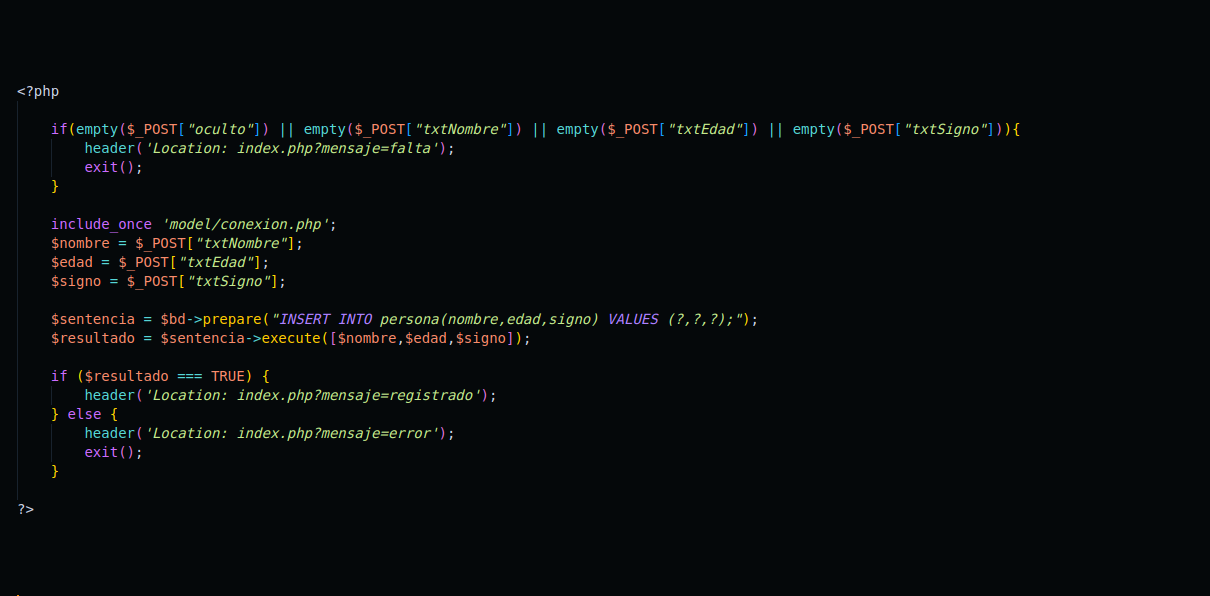 <?php
if(empty($_POST["oculto"]) || empty($_POST["txtNombre"]) || empty($_POST["txtEdad"]) || empty($_POST["txtSigno"])){
header('Location: index.php?mensaje=falta');
exit();
}
include_once 'model/conexion.php';
$nombre = $_POST["txtNombre"];
$edad = $_POST["txtEdad"];
$signo = $_POST["txtSigno"];
$sentencia = $bd->prepare("INSERT INTO persona(nombre,edad,signo) VALUES (?,?,?);");
$resultado = $sentencia->execute([$nombre,$edad,$signo]);
if ($resultado === TRUE) {
header('Location: index.php?mensaje=registrado');
} else {
header('Location: index.php?mensaje=error');
exit();
}
?>